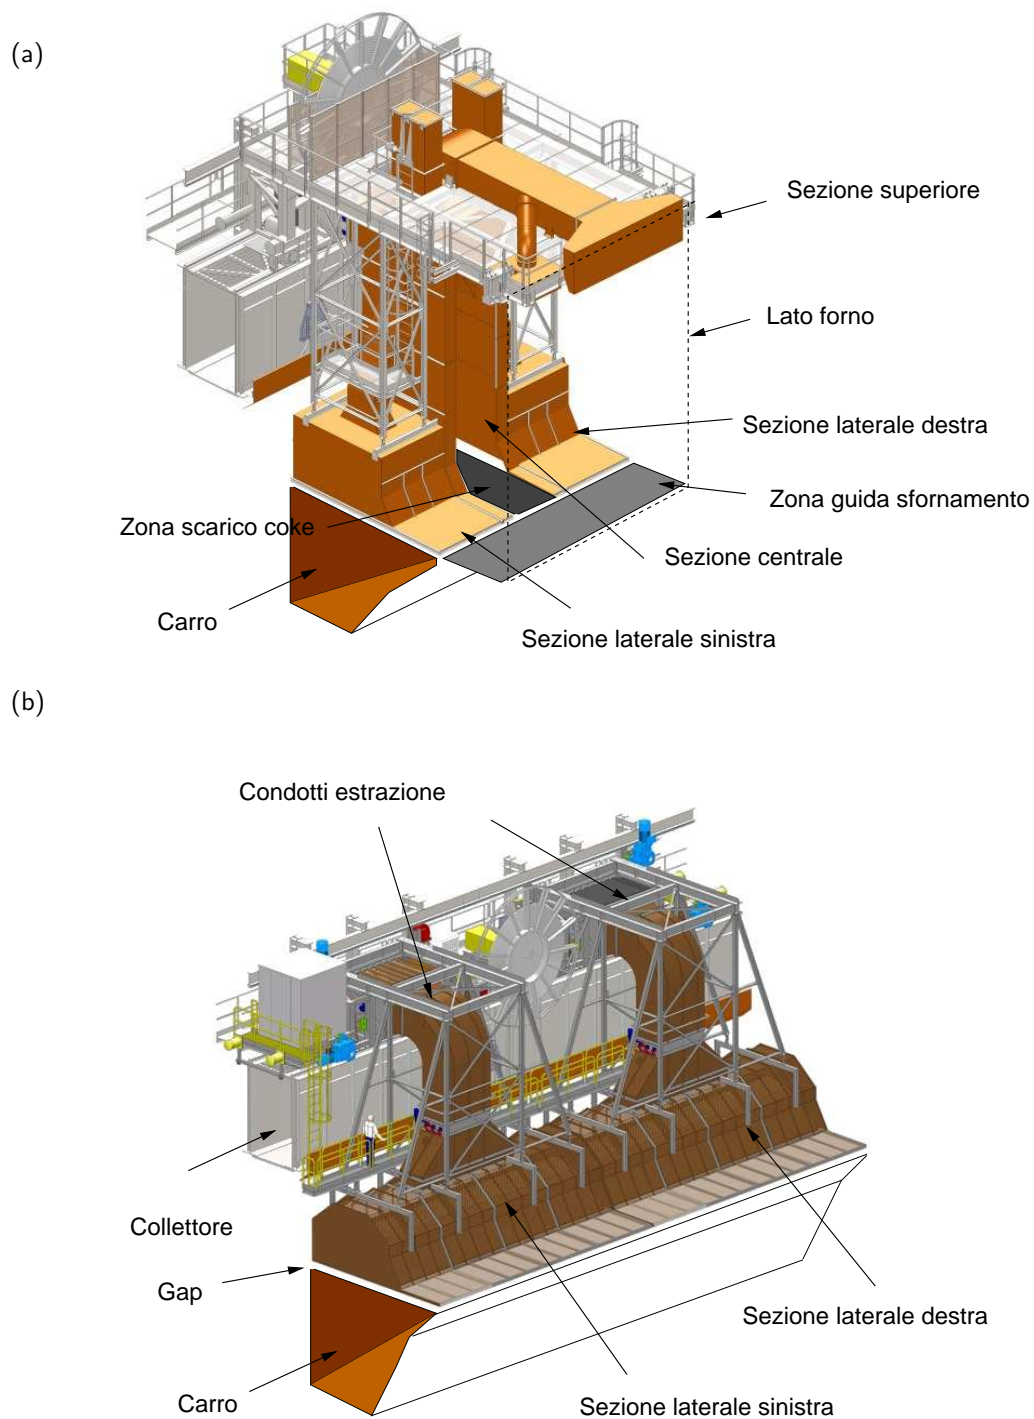 (a)
Sezione superiore
Lato forno
Sezione laterale destra
Zona guida sfornamento
Zona scarico coke
Sezione centrale
Carro
Sezione laterale sinistra
(b)
Condotti estrazione
Collettore
Gap
Sezione laterale destra
Carro
Sezione laterale sinistra